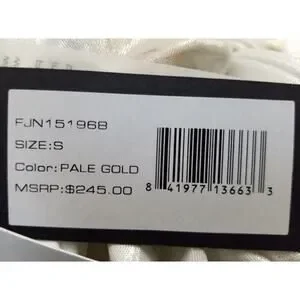 FJN151968
SIZE:S
Color:PALE GOLD
MSRP:$245.00
8 41977 13663 3